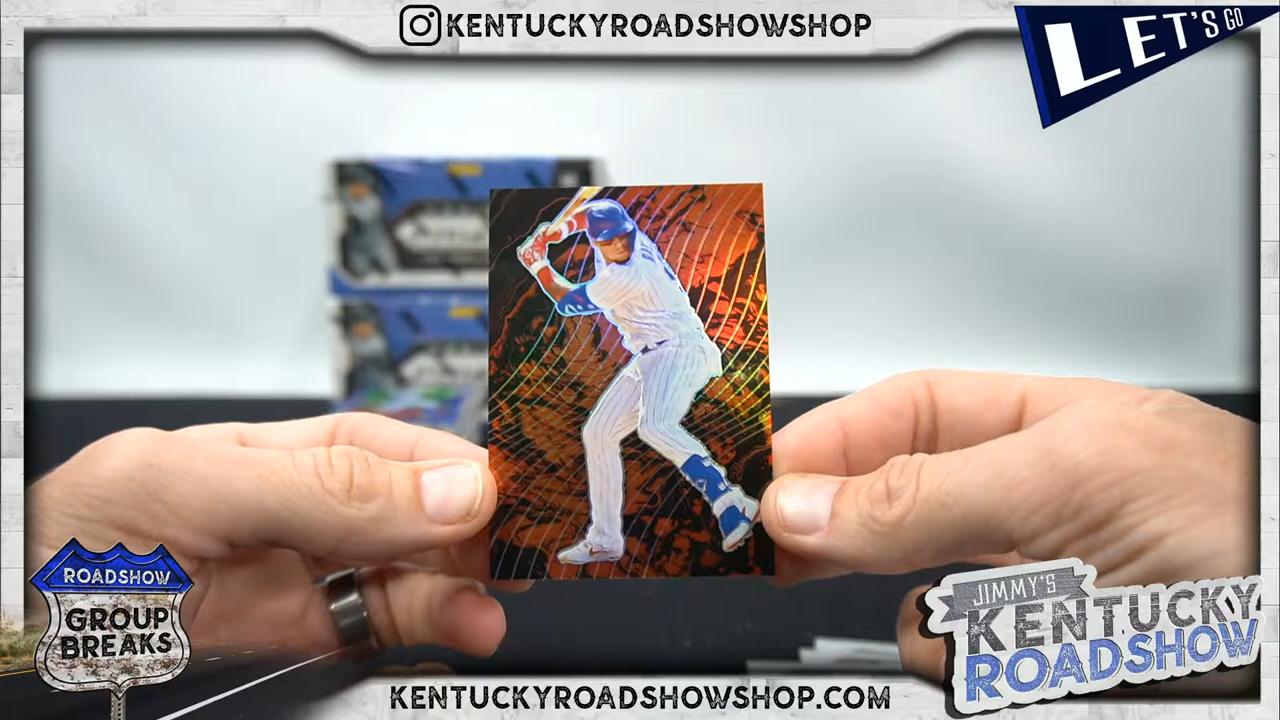 KENTUCKYROADSHOWSHOP
LET'S GO
ROADSHOW
GROUP
BREAKS
JIMMY'S
KENTUCKY
ROADSHOW
KENTUCKYROADSHOWSHOP.COM